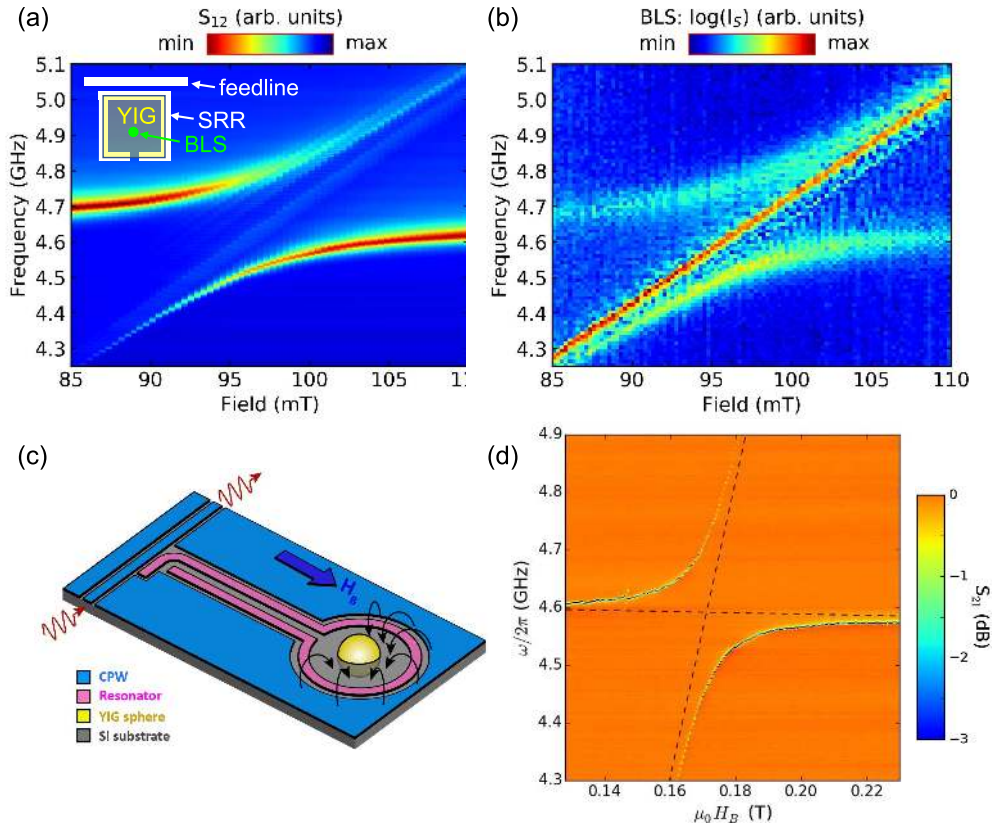 (a)
S₁₂ (arb. units)
min max
5.1
5.0
4.9
4.8
4.7
4.6
4.5
4.4
4.3
Frequency (GHz)
feedline
YIG
SRR
BLS
85 90 95 100 105 11
Field (mT)
(b)
BLS: log(I_S) (arb. units)
min max
5.1
5.0
4.9
4.8
4.7
4.6
4.5
4.4
4.3
Frequency (GHz)
85 90 95 100 105 110
Field (mT)
(c)
H_B
CPW
Resonator
YIG sphere
SI substrate
(d)
4.9
4.8
4.7
4.6
4.5
4.4
4.3
ω/2π (GHz)
0.14 0.16 0.18 0.20 0.22
μ₀H_B (T)
0
−1
−2
−3
S₂₁ (dB)